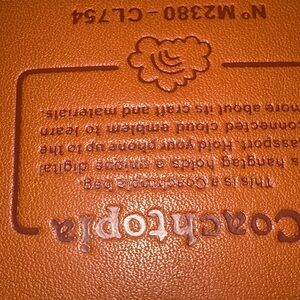 Coachtopia
This is a Coachtopia bag.
hangtag holds a unique digital
passport. Hold your phone up to the
connected cloud emblem to learn
more about its craft and materials.
Nº M2380 - CL754